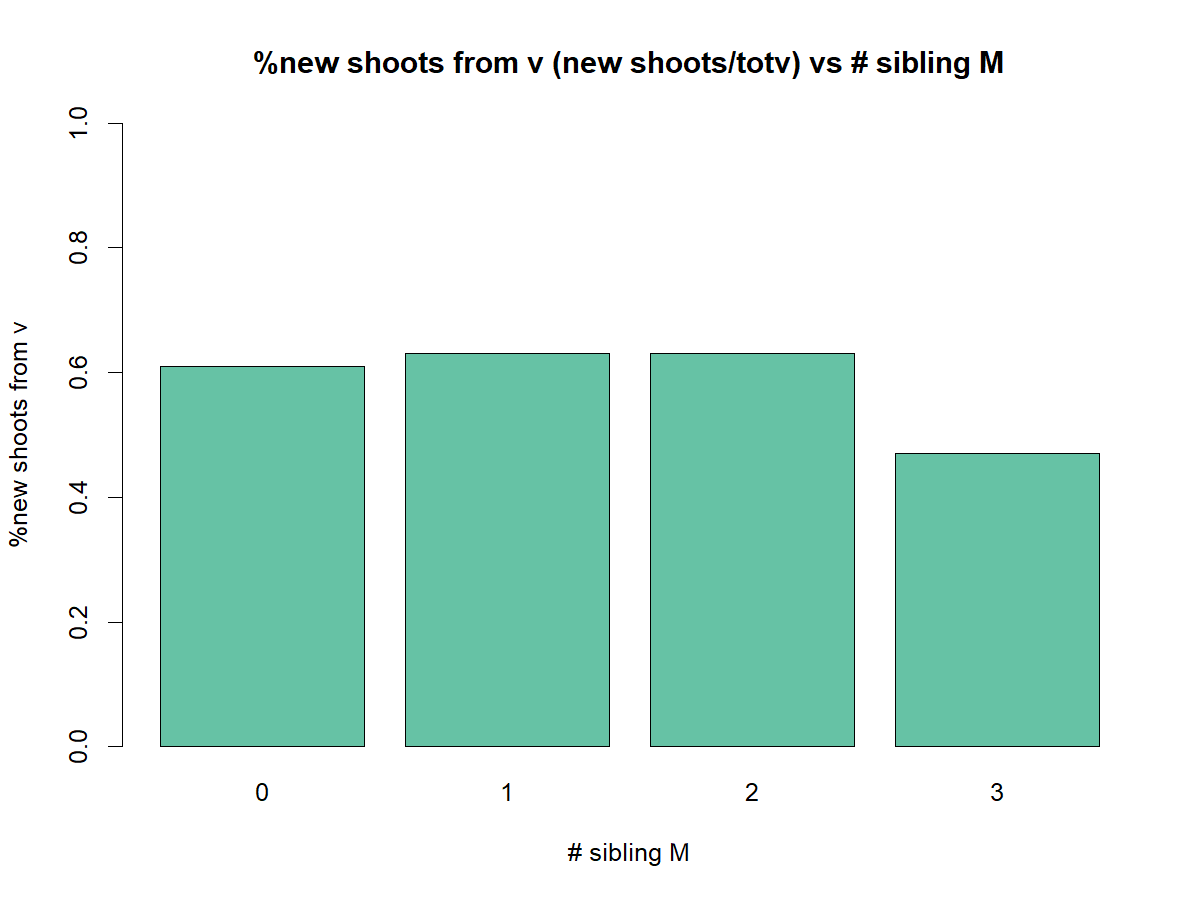 %new shoots from v (new shoots/totv) vs # sibling M
%new shoots from v
1.0
0.8
0.6
0.4
0.2
0.0
0 1 2 3
# sibling M